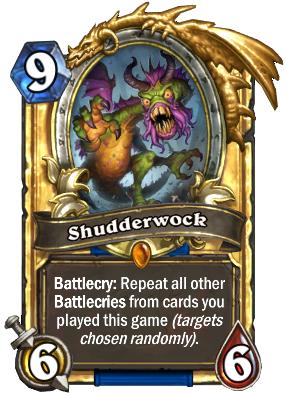 9
Shudderwock
Battlecry: Repeat all other
Battlecries from cards you
played this game (targets
chosen randomly).
6
6